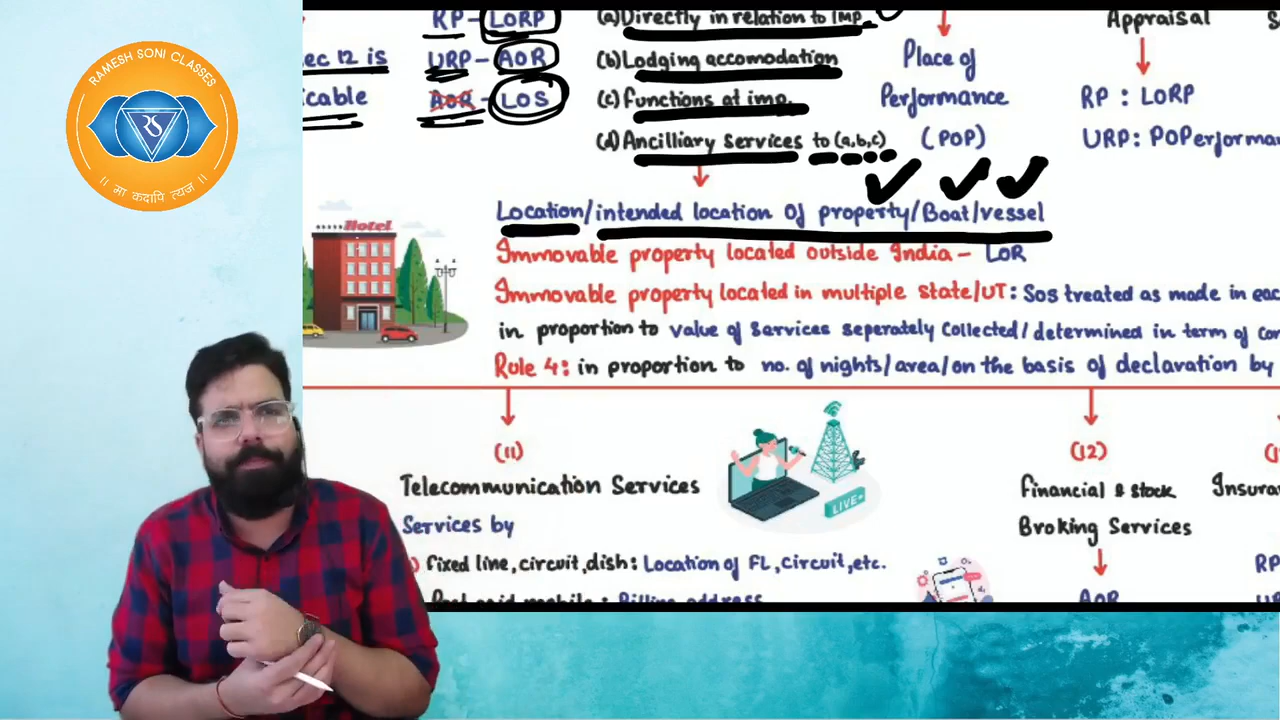 RAMESH SONI CLASSES
RS
॥ मा कदापि त्यज ॥
RP - LORP
ec 12 is URP - AOR
cable AOR - LOS
(a) Directly in relation to IMP.
(b) Lodging accomodation
(c) Functions at imp.
(d) Ancilliary services to (a,b,c)
Place of
Performance
(POP)
Appraisal
RP : LORP
URP: POPerforma
Location/intended location of property/Boat/vessel
Hotel
Immovable property located outside India - LOR
Immovable property located in multiple state/UT: SOS treated as made in eac
in proportion to value of services seperately collected/determined in term of con
Rule 4: in proportion to no. of nights/area/on the basis of declaration by
(11)
Telecommunication Services
Services by
fixed line, circuit, dish: Location of FL, circuit, etc.
LIVE
(12)
Financial & stock
Broking Services
AOR
Insura
RP